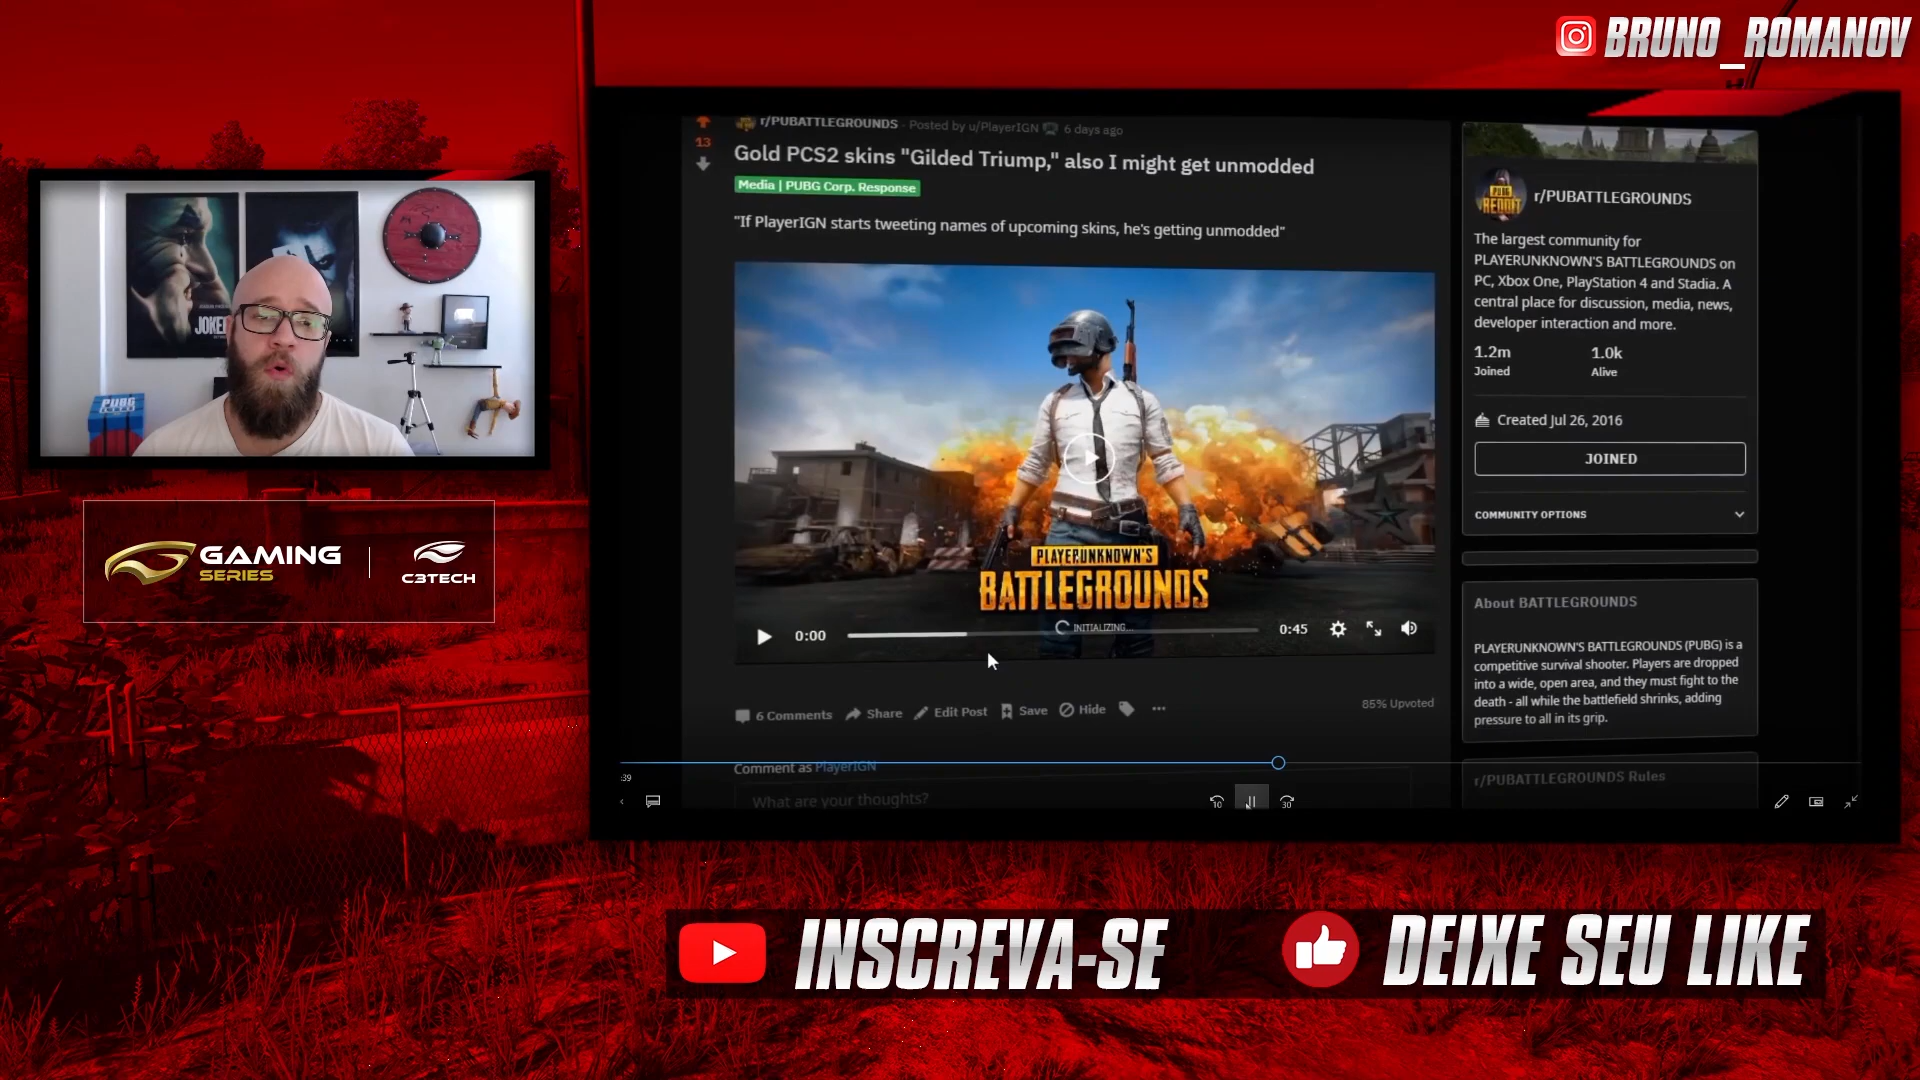 BRUNO_ROMANOV
r/PUBATTLEGROUNDS · Posted by u/PlayerIGN 6 days ago
13
Gold PCS2 skins "Gilded Triump," also I might get unmodded
Media | PUBG Corp. Response
"If PlayerIGN starts tweeting names of upcoming skins, he's getting unmodded"
PLAYERUNKNOWN'S
BATTLEGROUNDS
0:00
INITIALIZING...
0:45
6 Comments
Share
Edit Post
Save
Hide
85% Upvoted
Comment as PlayerIGN
What are your thoughts?
:39
10
30
PUBG
REDDIT
r/PUBATTLEGROUNDS
The largest community for
PLAYERUNKNOWN'S BATTLEGROUNDS on
PC, Xbox One, PlayStation 4 and Stadia. A
central place for discussion, media, news,
developer interaction and more.
1.2m
1.0k
Joined
Alive
Created Jul 26, 2016
JOINED
COMMUNITY OPTIONS
About BATTLEGROUNDS
PLAYERUNKNOWN'S BATTLEGROUNDS (PUBG) is a
competitive survival shooter. Players are dropped
into a wide, open area, and they must fight to the
death - all while the battlefield shrinks, adding
pressure to all in its grip.
r/PUBATTLEGROUNDS Rules
JOKER
PUBG
GAMING
SERIES
C3TECH
INSCREVA-SE
DEIXE SEU LIKE